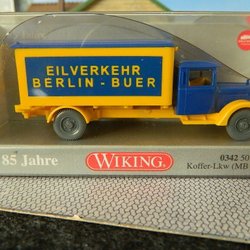 EILVERKEHR
BERLIN - BUER
85 Jahre
WIKING
0342 50
Koffer-Lkw (MB